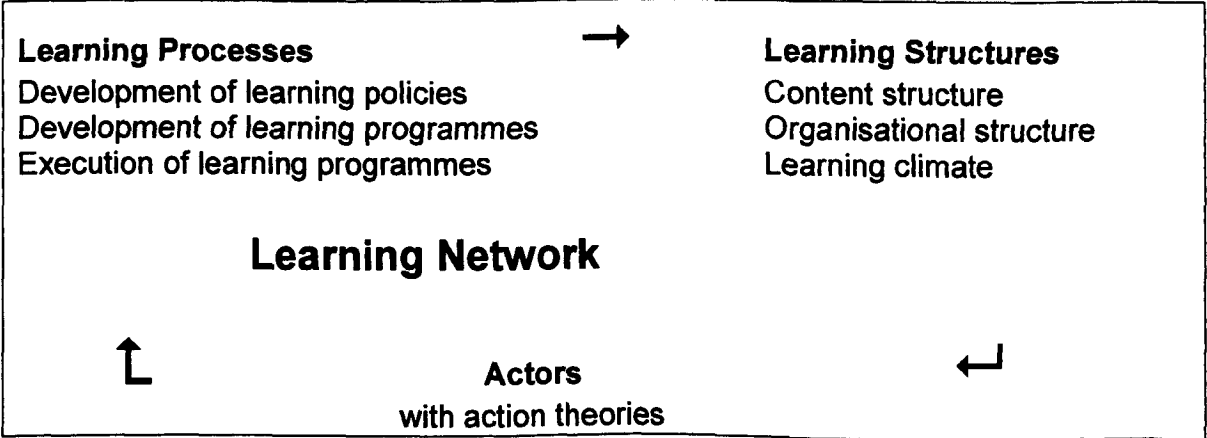 Learning Processes
Development of learning policies
Development of learning programmes
Execution of learning programmes
Learning Structures
Content structure
Organisational structure
Learning climate
Learning Network
Actors
with action theories